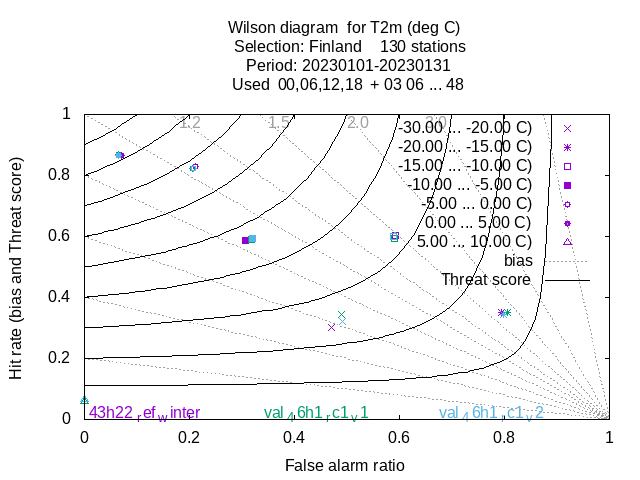 Wilson diagram  for T2m (deg C)
Selection: Finland    130 stations
Period: 20230101-20230131
Used  00,06,12,18  + 03 06 ... 48
1.2 1.5 2.0 3.0
-30.00 ... -20.00 C)
-20.00 ... -15.00 C)
-15.00 ... -10.00 C)
-10.00 ... -5.00 C)
-5.00 ... 0.00 C)
0.00 ... 5.00 C)
5.00 ... 10.00 C)
bias
Threat score
1
0.8
0.6
0.4
0.2
0
Hit rate (bias and Threat score)
43h22_ref_winter val_46h1_rc1_v1 val_46h1_rc1_v2
0 0.2 0.4 0.6 0.8 1
False alarm ratio